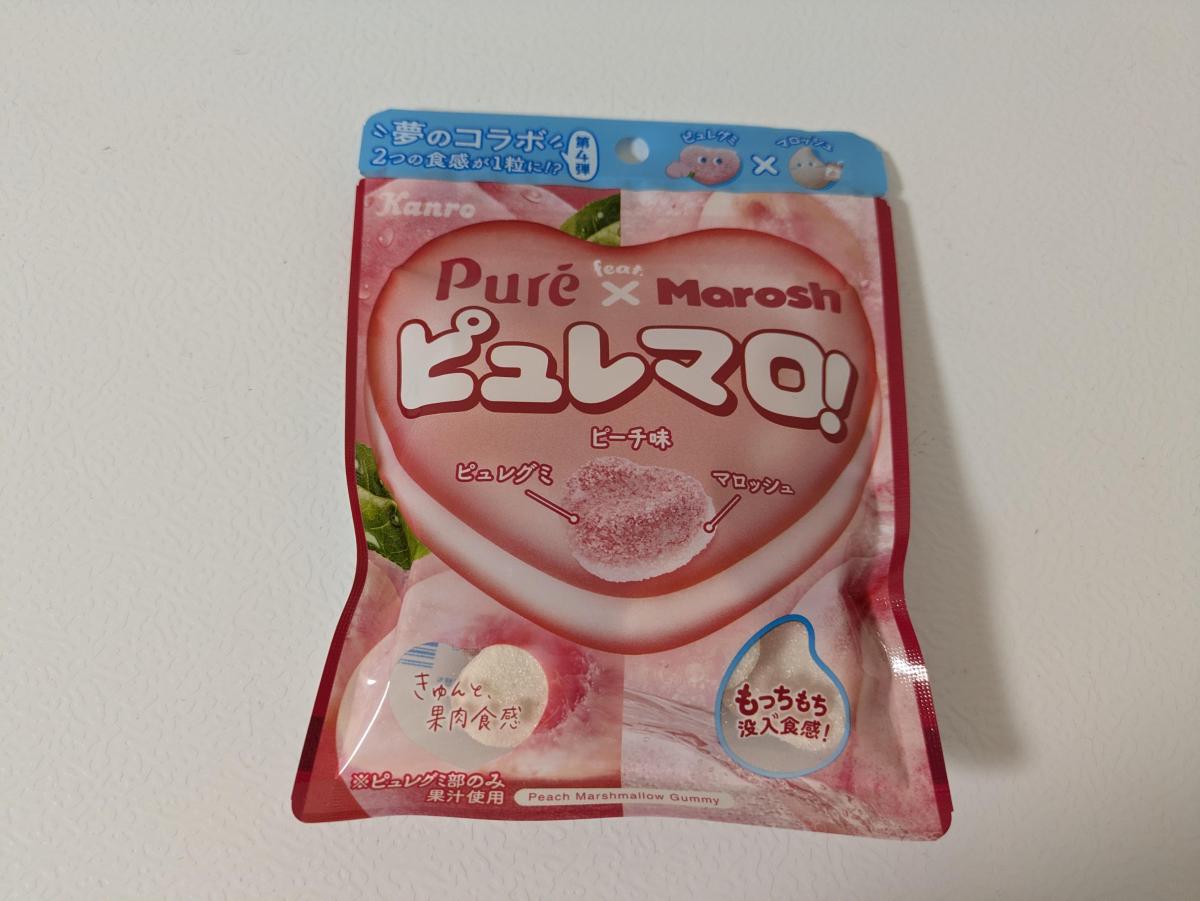 夢のコラボ
2つの食感が1粒に!?
第4弾
ピュレグミ
×
マロッシュ
Kanro
Puré feat. × Marosh
ピュレマロ!
ピーチ味
ピュレグミ
マロッシュ
きゅんと、
果肉食感
もっちもち
没入食感!
※ピュレグミ部のみ
果汁使用
Peach Marshmallow Gummy